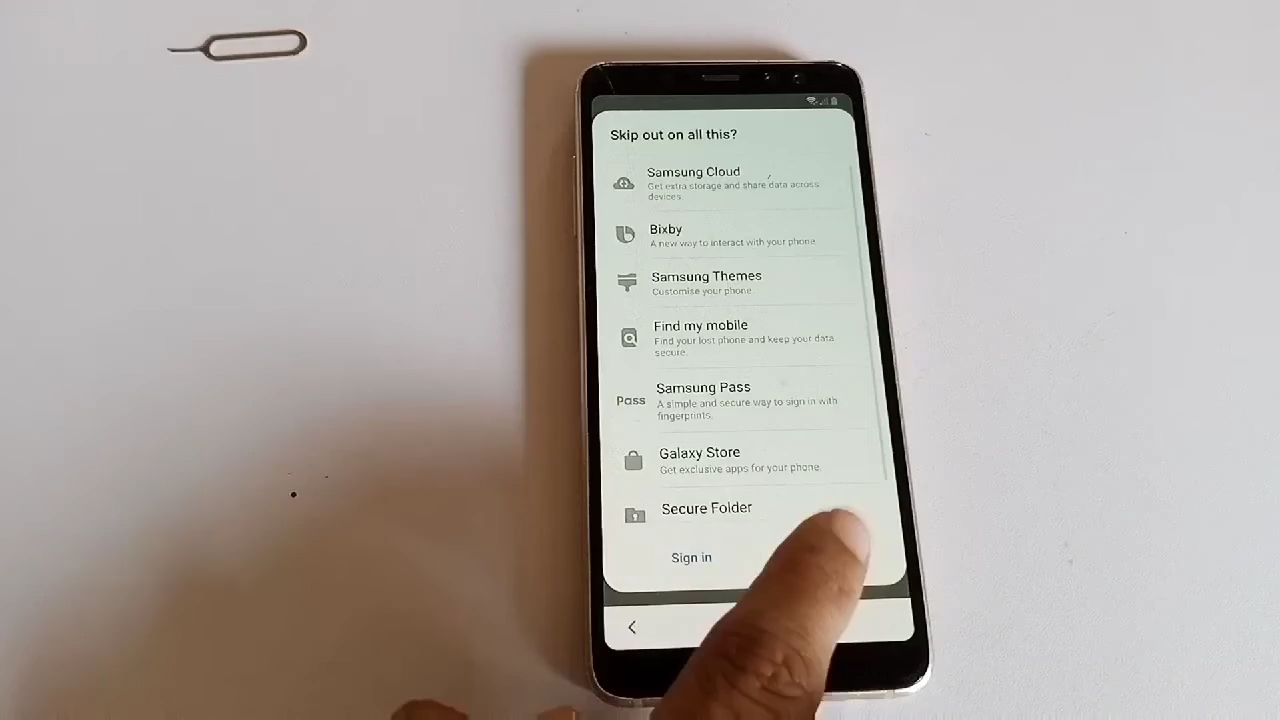 Skip out on all this?
Samsung Cloud
Get extra storage and share data across
devices.
Bixby
A new way to interact with your phone.
Samsung Themes
Customise your phone.
Find my mobile
Find your lost phone and keep your data
secure.
Pass
Samsung Pass
A simple and secure way to sign in with
fingerprints.
Galaxy Store
Get exclusive apps for your phone.
Secure Folder
Sign in